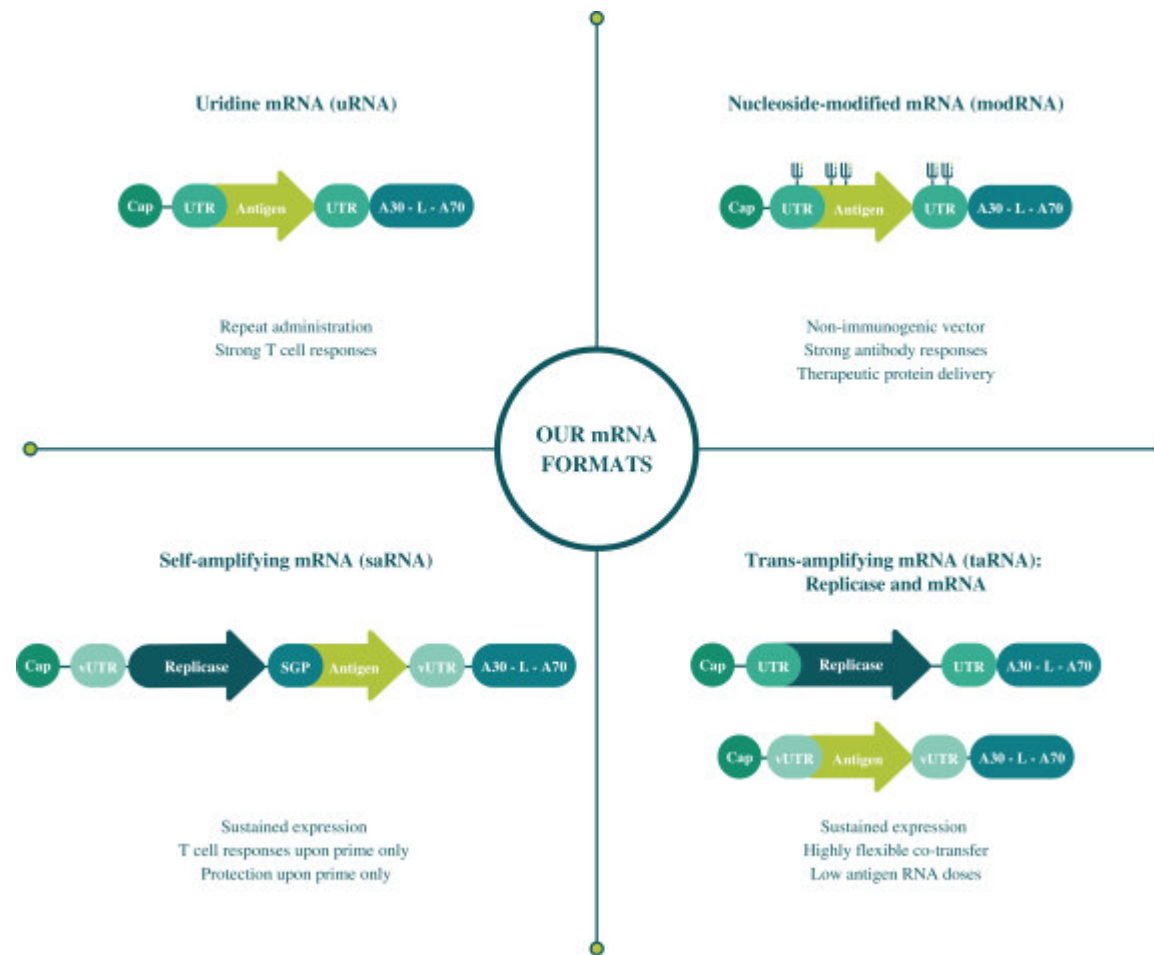 Uridine mRNA (uRNA)
Cap UTR Antigen UTR A30 - L - A70
Repeat administration
Strong T cell responses
Nucleoside-modified mRNA (modRNA)
Cap UTR Antigen UTR A30 - L - A70
Non-immunogenic vector
Strong antibody responses
Therapeutic protein delivery
OUR mRNA
FORMATS
Self-amplifying mRNA (saRNA)
Cap vUTR Replicase SGP Antigen vUTR A30 - L - A70
Sustained expression
T cell responses upon prime only
Protection upon prime only
Trans-amplifying mRNA (taRNA):
Replicase and mRNA
Cap UTR Replicase UTR A30 - L - A70
Cap vUTR Antigen vUTR A30 - L - A70
Sustained expression
Highly flexible co-transfer
Low antigen RNA doses